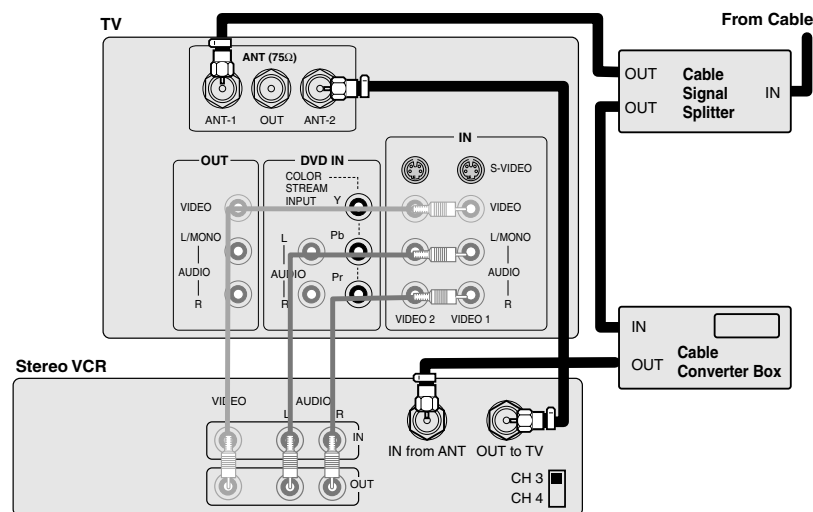 TV
From Cable
ANT (75Ω)
ANT-1
OUT
ANT-2
OUT
OUT
Cable
Signal
Splitter
IN
OUT
VIDEO
L/MONO
AUDIO
R
DVD IN
COLOR
STREAM
INPUT
Y
Pb
Pr
L
AUDIO
R
IN
S-VIDEO
VIDEO
L/MONO
AUDIO
R
VIDEO 2
VIDEO 1
IN
OUT
Cable
Converter Box
Stereo VCR
VIDEO
AUDIO
L
R
IN
OUT
IN from ANT
OUT to TV
CH 3
CH 4